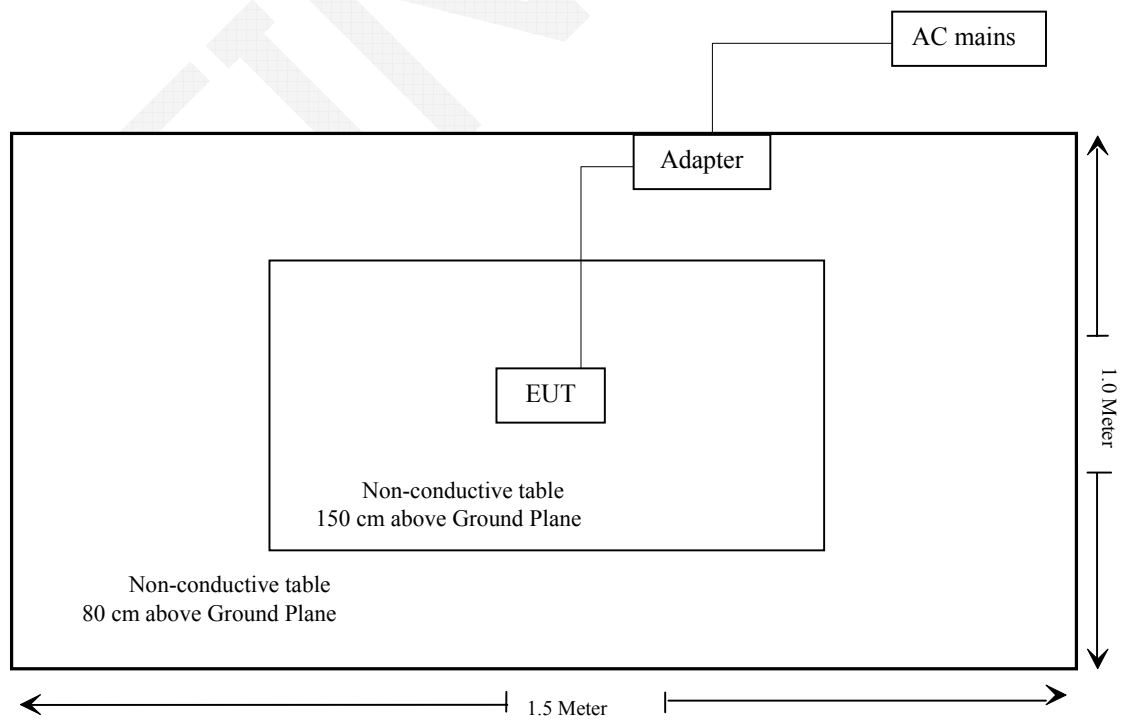 AC mains
Adapter
EUT
Non-conductive table
150 cm above Ground Plane
Non-conductive table
80 cm above Ground Plane
1.0 Meter
1.5 Meter